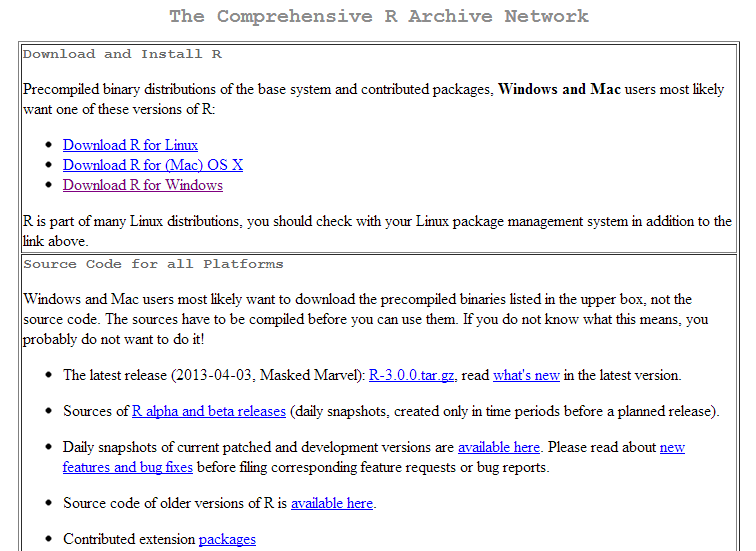 The Comprehensive R Archive Network
Download and Install R
Precompiled binary distributions of the base system and contributed packages, Windows and Mac users most likely
want one of these versions of R:
• Download R for Linux
• Download R for (Mac) OS X
• Download R for Windows
R is part of many Linux distributions, you should check with your Linux package management system in addition to the
link above.
Source Code for all Platforms
Windows and Mac users most likely want to download the precompiled binaries listed in the upper box, not the
source code. The sources have to be compiled before you can use them. If you do not know what this means, you
probably do not want to do it!
• The latest release (2013-04-03, Masked Marvel): R-3.0.0.tar.gz, read what's new in the latest version.
• Sources of R alpha and beta releases (daily snapshots, created only in time periods before a planned release).
• Daily snapshots of current patched and development versions are available here. Please read about new
features and bug fixes before filing corresponding feature requests or bug reports.
• Source code of older versions of R is available here.
• Contributed extension packages